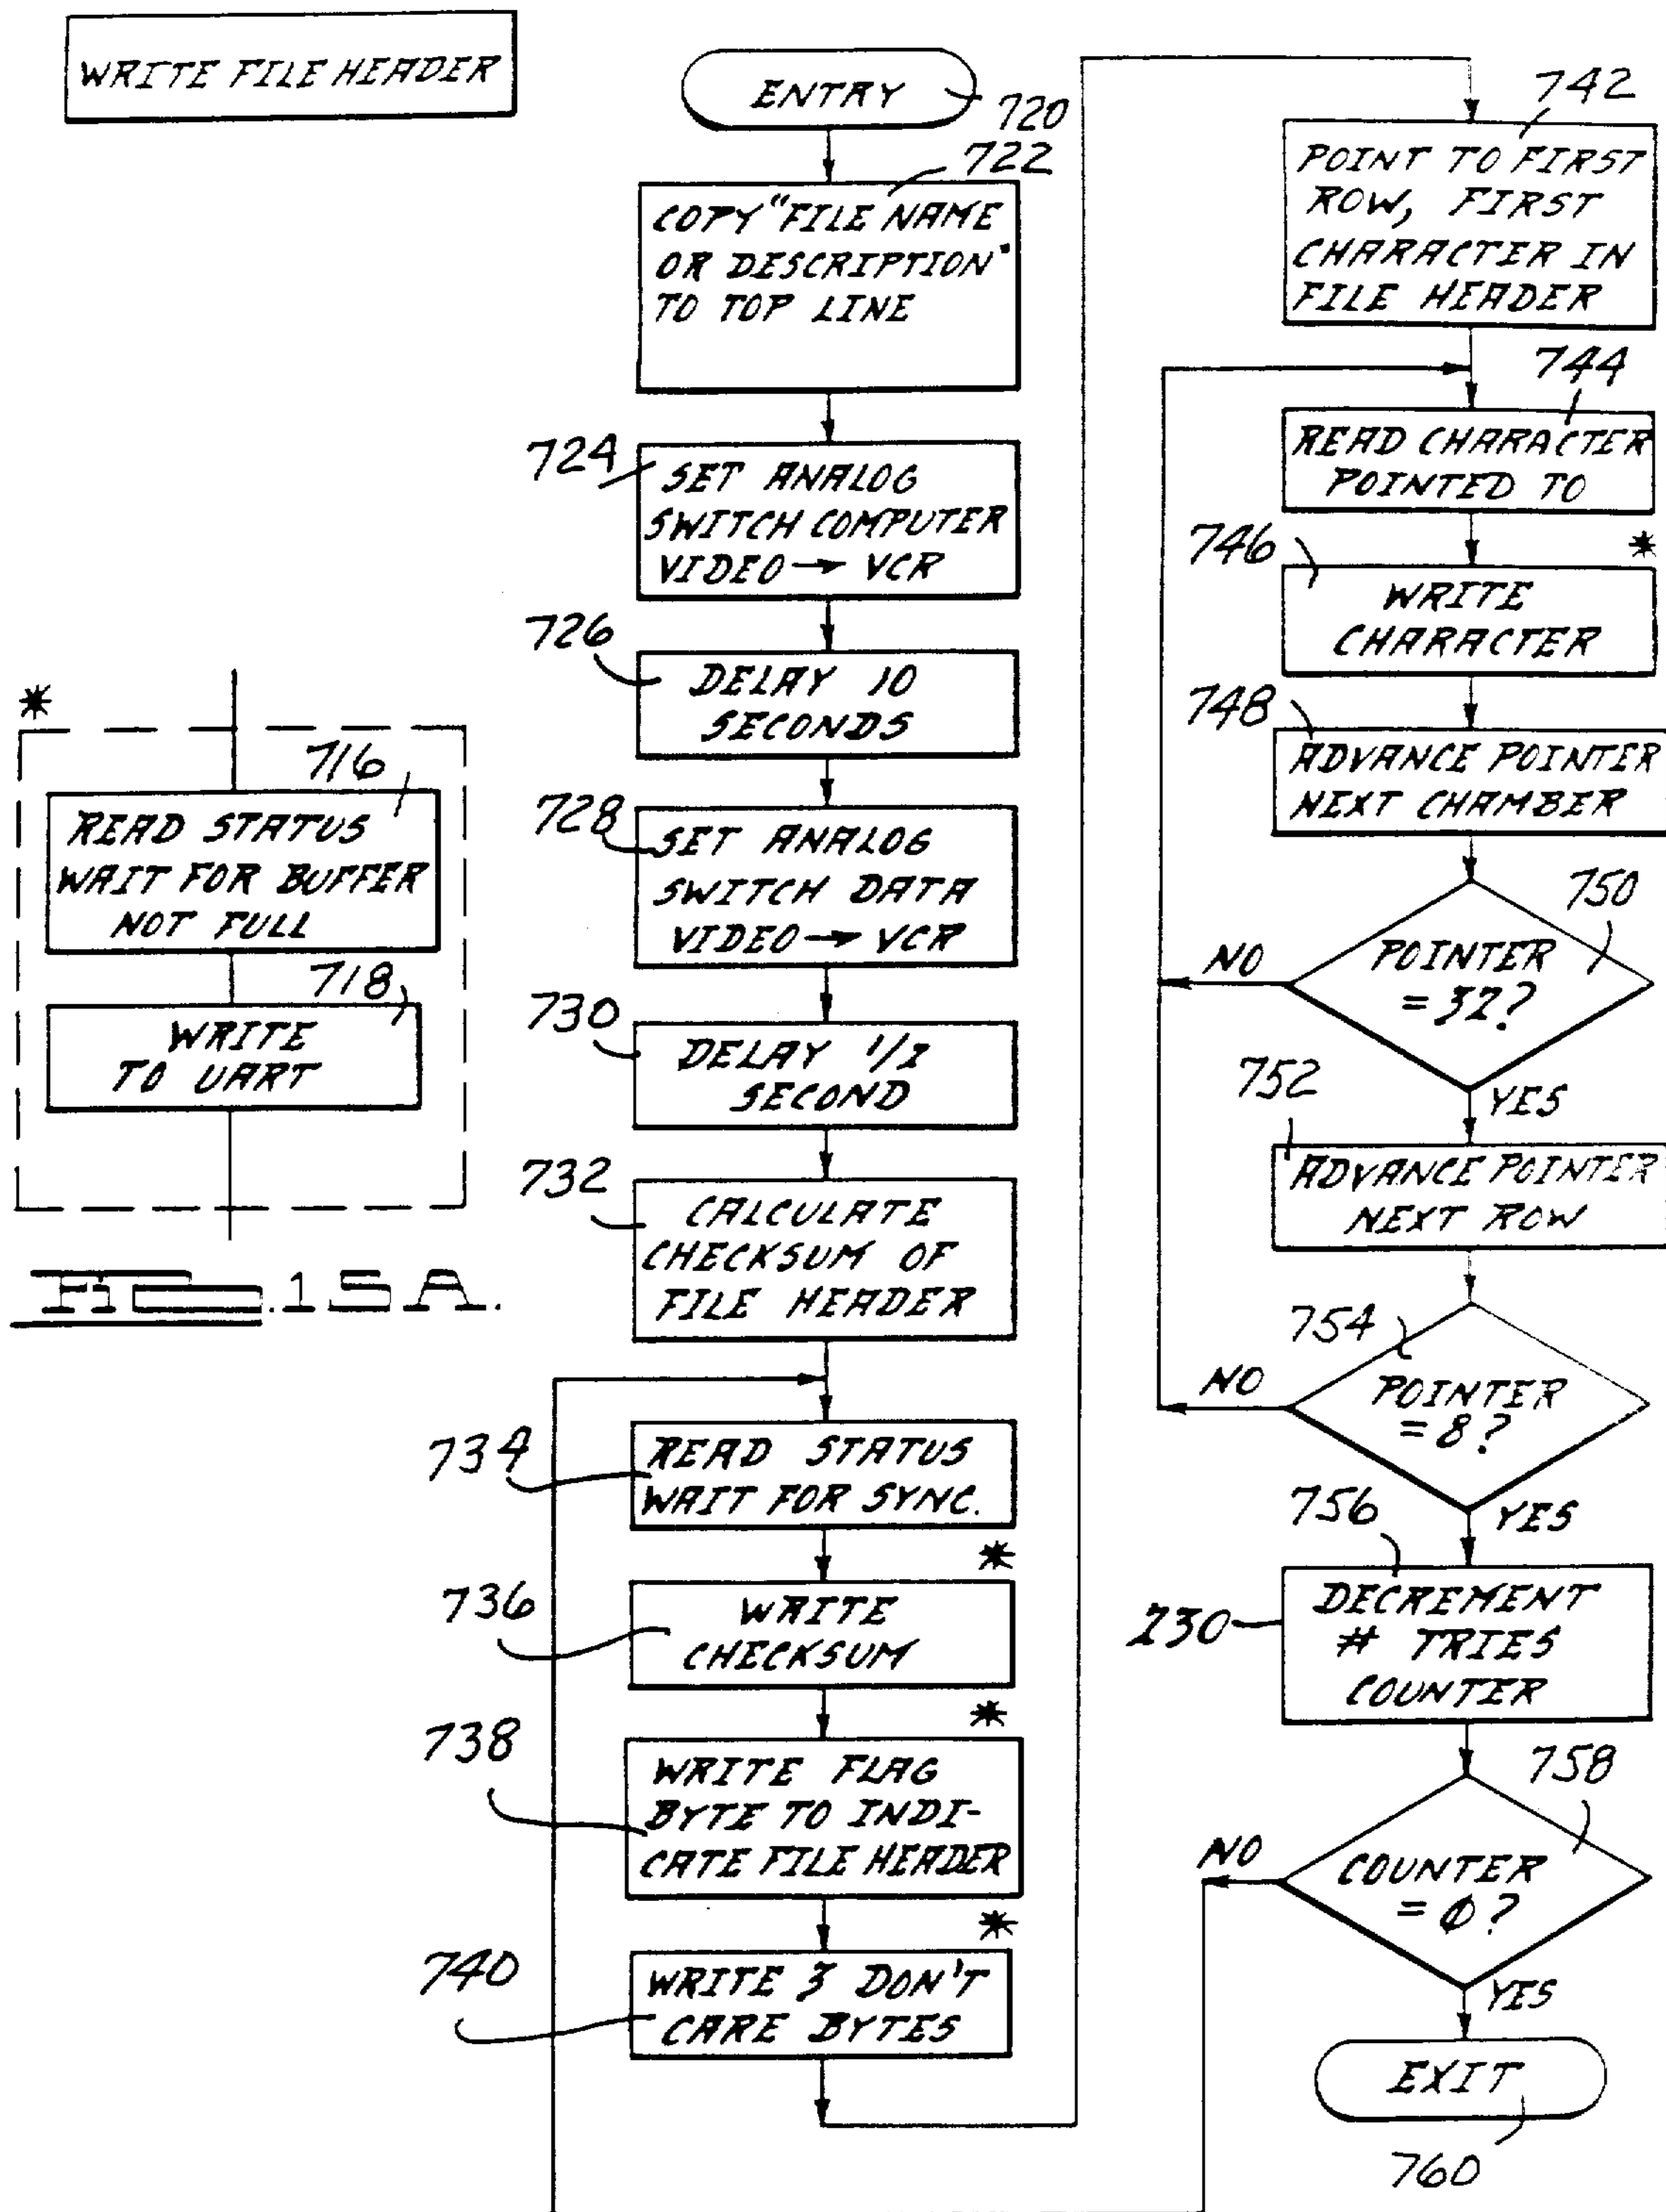 WRITE FILE HEADER
ENTRY
720
722
COPY "FILE NAME
OR DESCRIPTION"
TO TOP LINE
724
SET ANALOG
SWITCH COMPUTER
VIDEO → VCR
726
DELAY 10
SECONDS
728
SET ANALOG
SWITCH DATA
VIDEO → VCR
730
DELAY 1/2
SECOND
732
CALCULATE
CHECKSUM OF
FILE HEADER
734
READ STATUS
WAIT FOR SYNC.
*
736
WRITE
CHECKSUM
*
738
WRITE FLAG
BYTE TO INDI-
CATE FILE HEADER
*
740
WRITE 3 DON'T
CARE BYTES
*
716
READ STATUS
WAIT FOR BUFFER
NOT FULL
718
WRITE
TO UART
FIG. 15A.
742
POINT TO FIRST
ROW, FIRST
CHARACTER IN
FILE HEADER
744
READ CHARACTER
POINTED TO
746
*
WRITE
CHARACTER
748
ADVANCE POINTER
NEXT CHAMBER
750
POINTER
= 32?
NO
YES
752
ADVANCE POINTER
NEXT ROW
754
POINTER
= 8?
NO
YES
756
230
DECREMENT
# TRIES
COUNTER
758
COUNTER
= 0?
NO
YES
EXIT
760